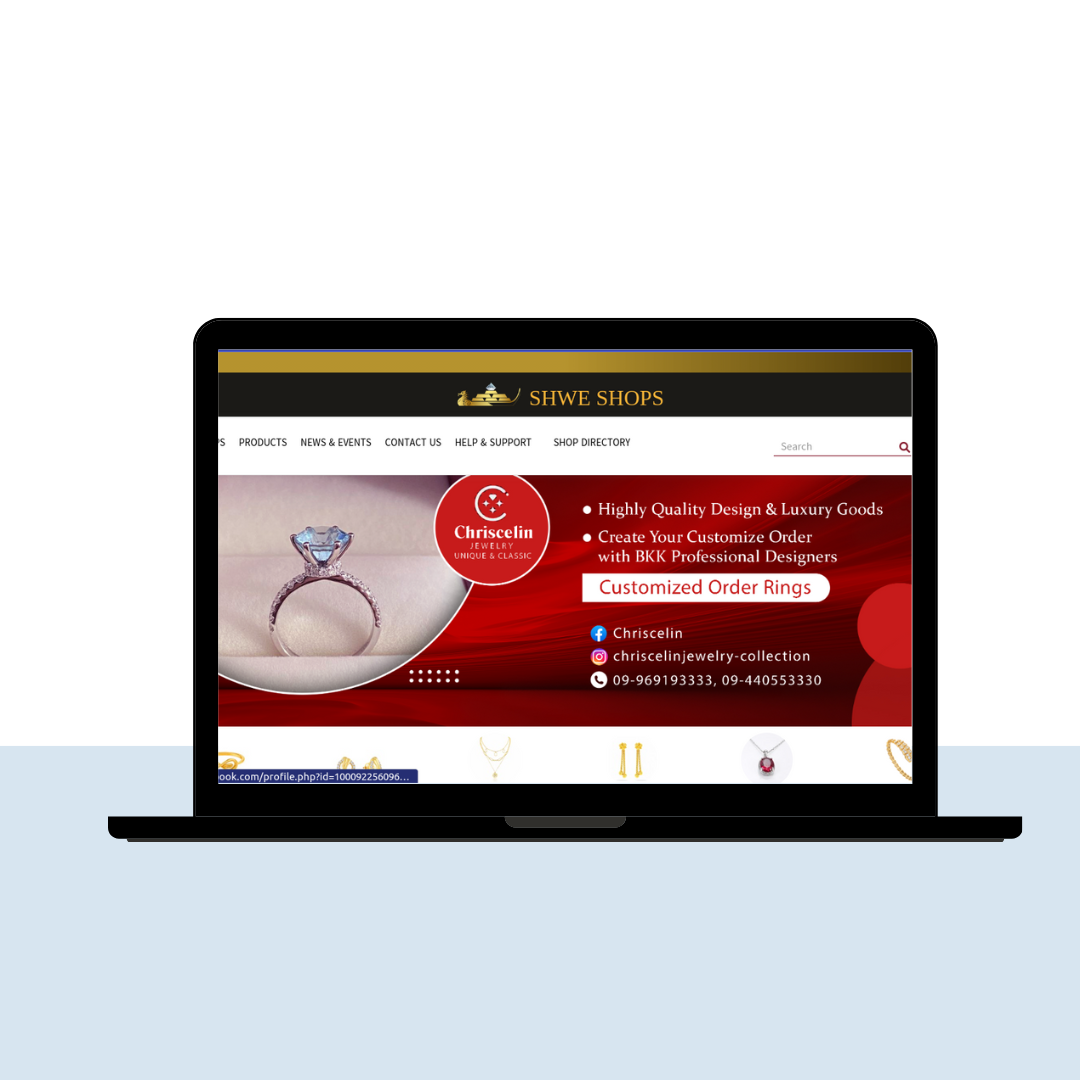 SHWE SHOPS
PS PRODUCTS NEWS & EVENTS CONTACT US HELP & SUPPORT SHOP DIRECTORY
Search
Chriscelin
JEWELRY
UNIQUE & CLASSIC
Highly Quality Design & Luxury Goods
Create Your Customize Order
with BKK Professional Designers
Customized Order Rings
Chriscelin
chriscelinjewelry-collection
09-969193333, 09-440553330
ook.com/profile.php?id=100092256096...